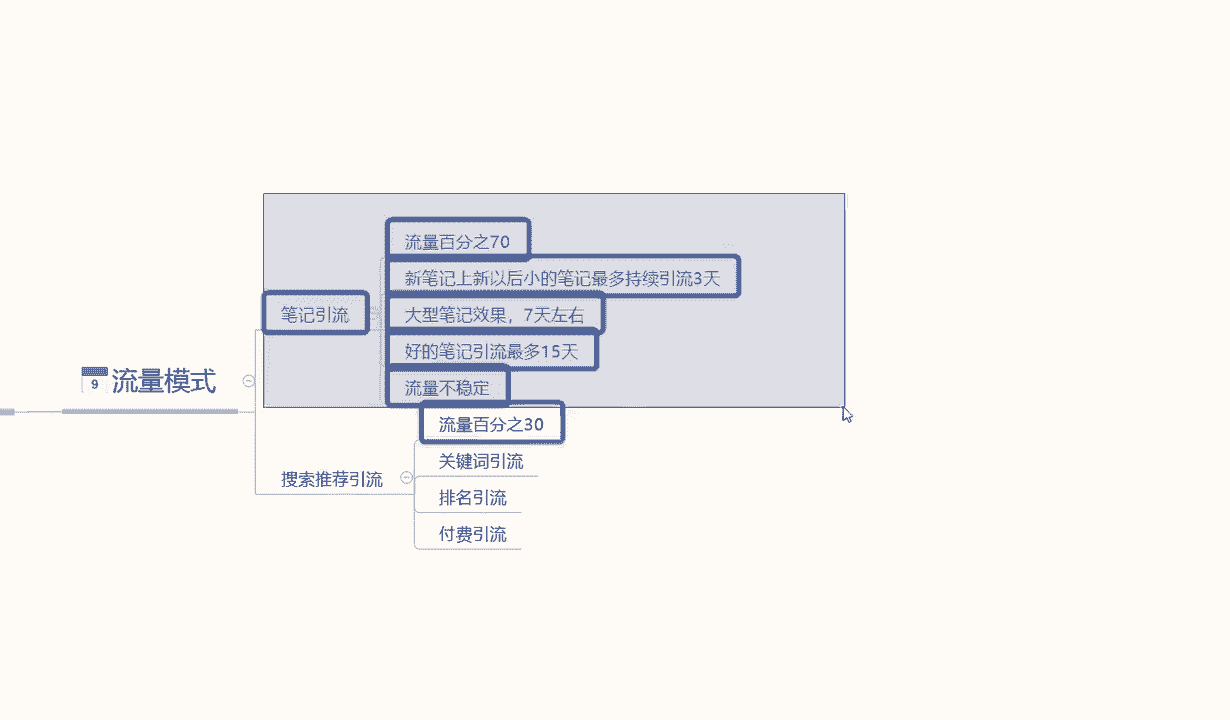 流量百分之70
新笔记上新以后小的笔记最多持续引流3天
笔记引流
大型笔记效果，7天左右
好的笔记引流最多15天
9
流量模式
流量不稳定
流量百分之30
关键词引流
搜索推荐引流
排名引流
付费引流